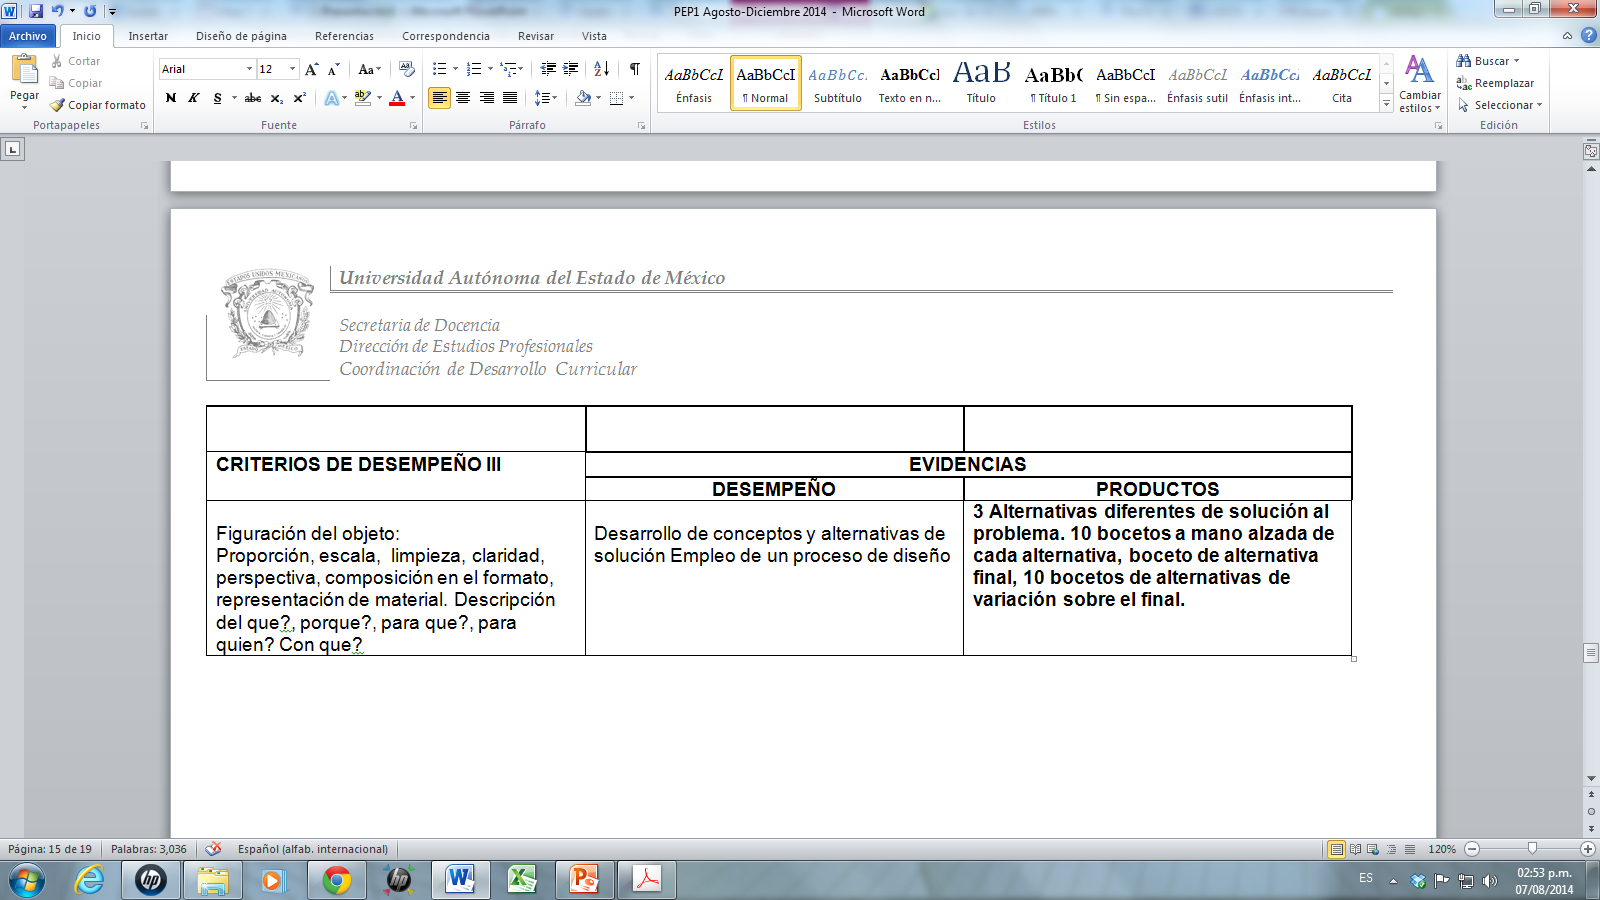 PEP1 Agosto-Diciembre 2014 - Microsoft Word
Archivo Inicio Insertar Diseño de página Referencias Correspondencia Revisar Vista
Pegar
Cortar
Copiar
Copiar formato
Portapapeles
Arial 12
N K S abc x₂ x²
Fuente
Párrafo
AaBbCcI AaBbCcI AaBbCc. AaBbCcI AaB AaBb( AaBbCcI AaBbCcI AaBbCcI AaBbCcI
Énfasis ¶ Normal Subtítulo Texto en n... Título ¶ Título 1 ¶ Sin espa... Énfasis sutil Énfasis int... Cita
Estilos
Cambiar
estilos
Buscar
Reemplazar
Seleccionar
Edición
Universidad Autónoma del Estado de México
Secretaria de Docencia
Dirección de Estudios Profesionales
Coordinación de Desarrollo Curricular
CRITERIOS DE DESEMPEÑO III
EVIDENCIAS
DESEMPEÑO
PRODUCTOS
Figuración del objeto:
Proporción, escala, limpieza, claridad,
perspectiva, composición en el formato,
representación de material. Descripción
del que?, porque?, para que?, para
quien? Con que?
Desarrollo de conceptos y alternativas de
solución Empleo de un proceso de diseño
3 Alternativas diferentes de solución al
problema. 10 bocetos a mano alzada de
cada alternativa, boceto de alternativa
final, 10 bocetos de alternativas de
variación sobre el final.
Página: 15 de 19 Palabras: 3,036 Español (alfab. internacional) 120%
ES
02:53 p.m.
07/08/2014